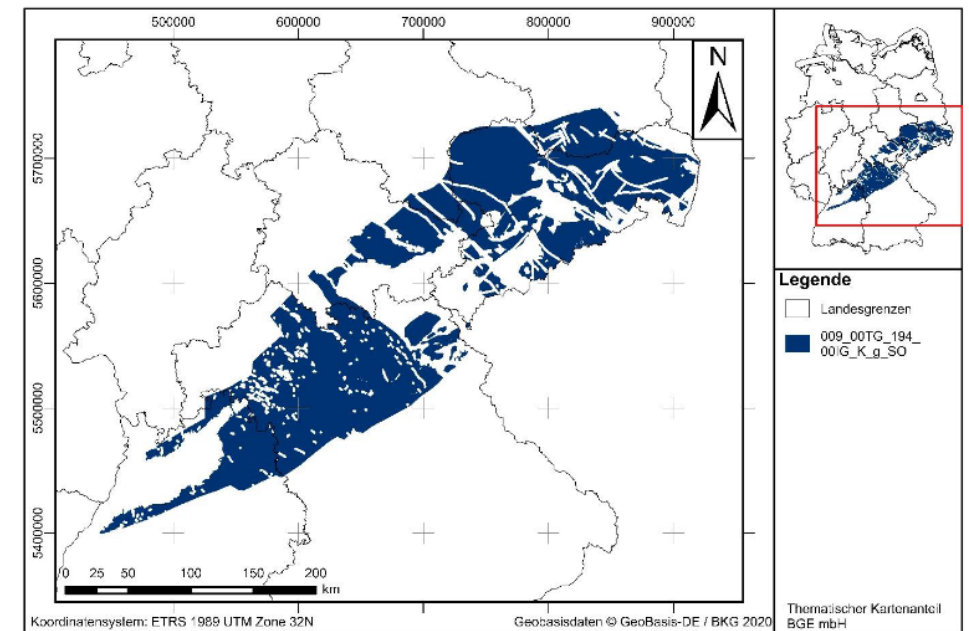 500000 600000 700000 800000 900000
N
5700000
5600000
5500000
5400000
0 25 50 100 150 200
km
Koordinatensystem: ETRS 1989 UTM Zone 32N
Geobasisdaten © GeoBasis-DE / BKG 2020
Legende
Landesgrenzen
009_00TG_194_
00IG_K_g_SO
Thematischer Kartenanteil
BGE mbH